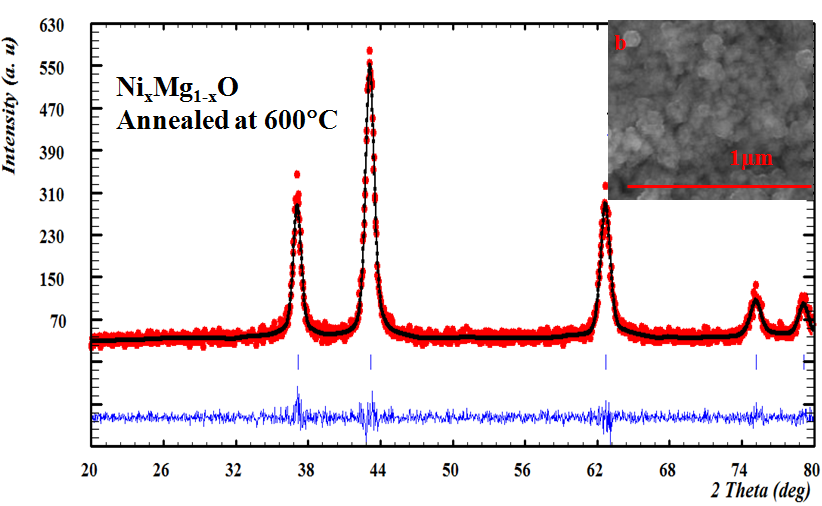 630
550
470
390
310
230
150
70
Intensity (a. u)
NiₓMg₁₋ₓO
Annealed at 600°C
b
1µm
20 26 32 38 44 50 56 62 68 74 80
2 Theta (deg)